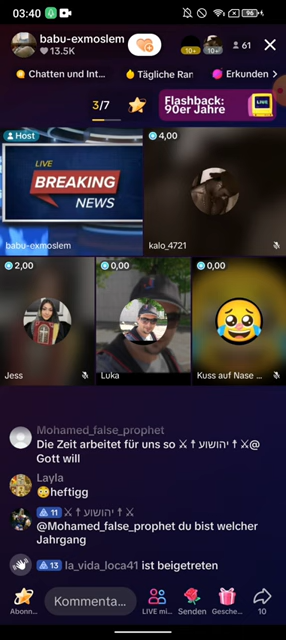 03:40
96
babu-exmoslem
13.5K
10+
10+
61
Chatten und Int...
Tägliche Ran
Erkunden
3/7
Flashback:
90er Jahre
LIVE
Host
4,00
LIVE
BREAKING
NEWS
babu-exmoslem
kalo_4721
2,00
0,00
0,00
Jess
Luka
Kuss auf Nase ...
Mohamed_false_prophet
Die Zeit arbeitet für uns so ⚔ † יהושוע † ⚔@
Gott will
Layla
😳heftigg
11 ⚔ † יהושוע † ⚔
@Mohamed_false_prophet du bist welcher
Jahrgang
13 la_vida_loca41 ist beigetreten
Abonn...
Kommenta...
LIVE mi...
Senden
Gesche...
10